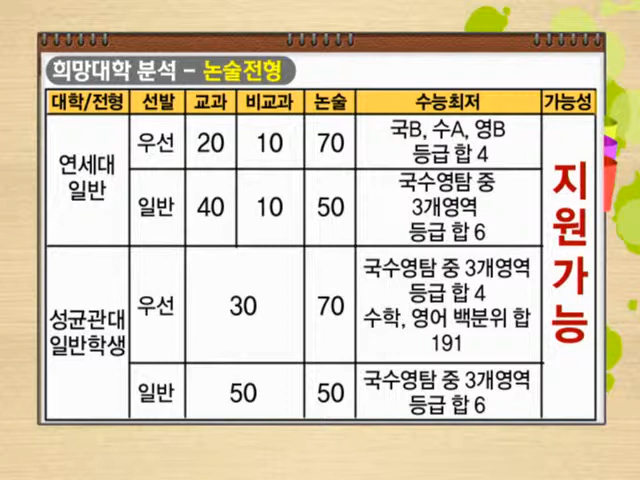 희망대학 분석 - 논술전형
대학/전형 선발 교과 비교과 논술 수능최저 가능성
연세대
일반
우선 20 10 70
국B, 수A, 영B
등급 합 4
일반 40 10 50
국수영탐 중
3개영역
등급 합 6
성균관대
일반학생
우선 30 70
국수영탐 중 3개영역
등급 합 4
수학, 영어 백분위 합
191
일반 50 50
국수영탐 중 3개영역
등급 합 6
지
원
가
능